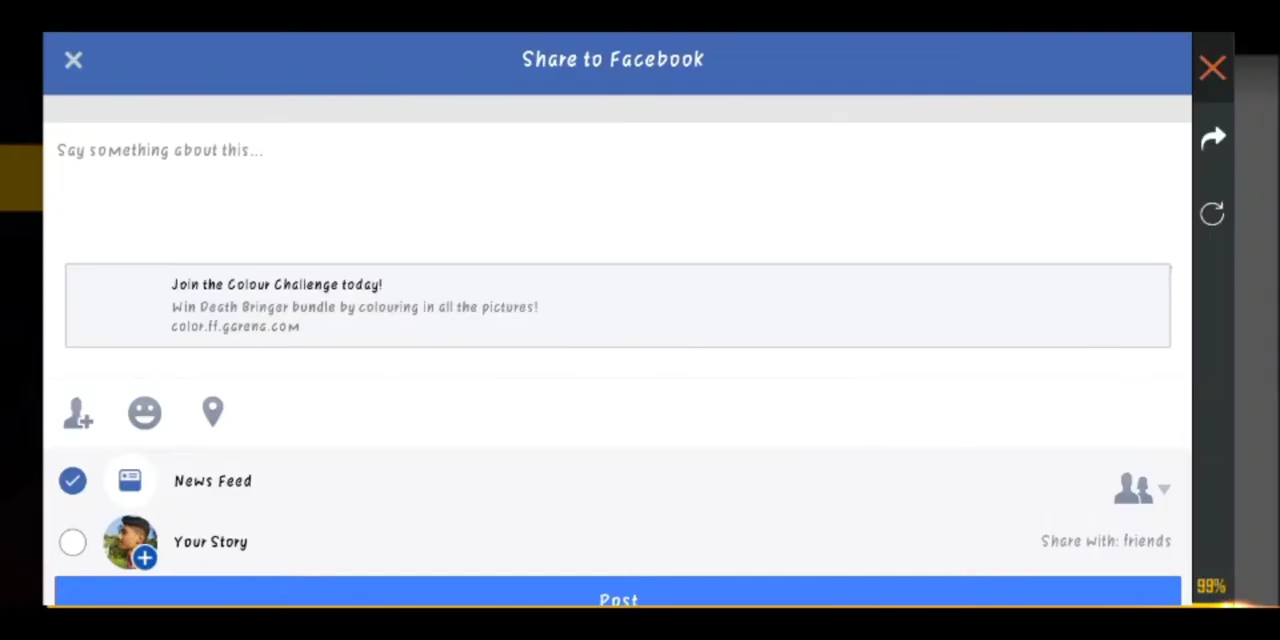 Share to Facebook
Say something about this...
Join the Colour Challenge today!
Win Death Bringer bundle by colouring in all the pictures!
color.ff.garena.com
News Feed
Your Story
Share with: friends
Post
99%